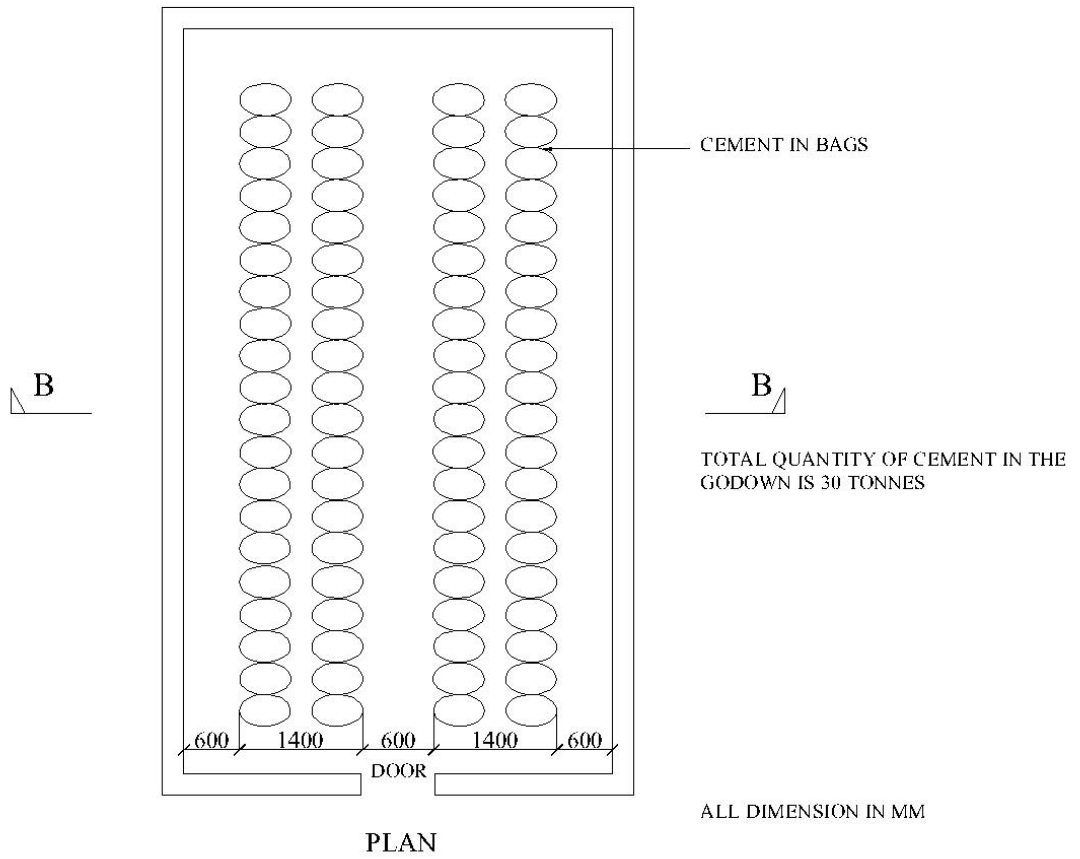 CEMENT IN BAGS
B
B
TOTAL QUANTITY OF CEMENT IN THE
GODOWN IS 30 TONNES
600 1400 600 1400 600
DOOR
ALL DIMENSION IN MM
PLAN